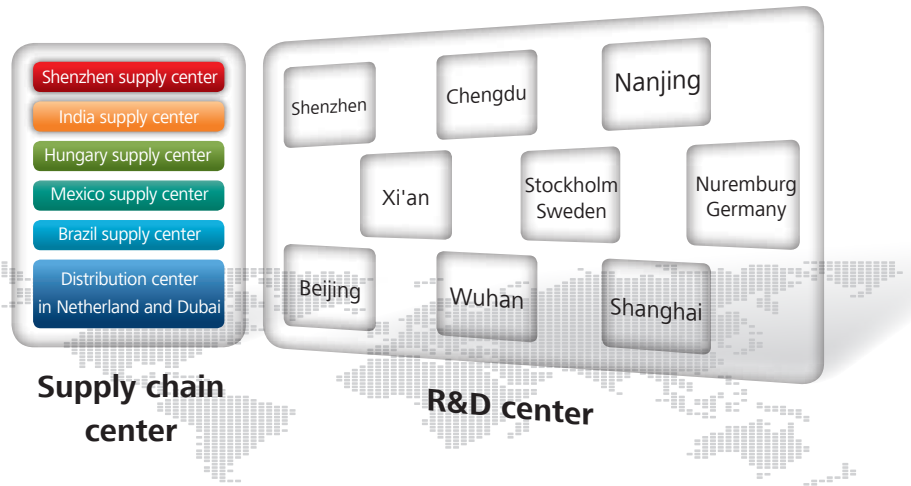 Shenzhen supply center
India supply center
Hungary supply center
Mexico supply center
Brazil supply center
Distribution center
in Netherland and Dubai
Supply chain
center
Shenzhen
Chengdu
Nanjing
Xi'an
Stockholm
Sweden
Nuremburg
Germany
Beijing
Wuhan
Shanghai
R&D center